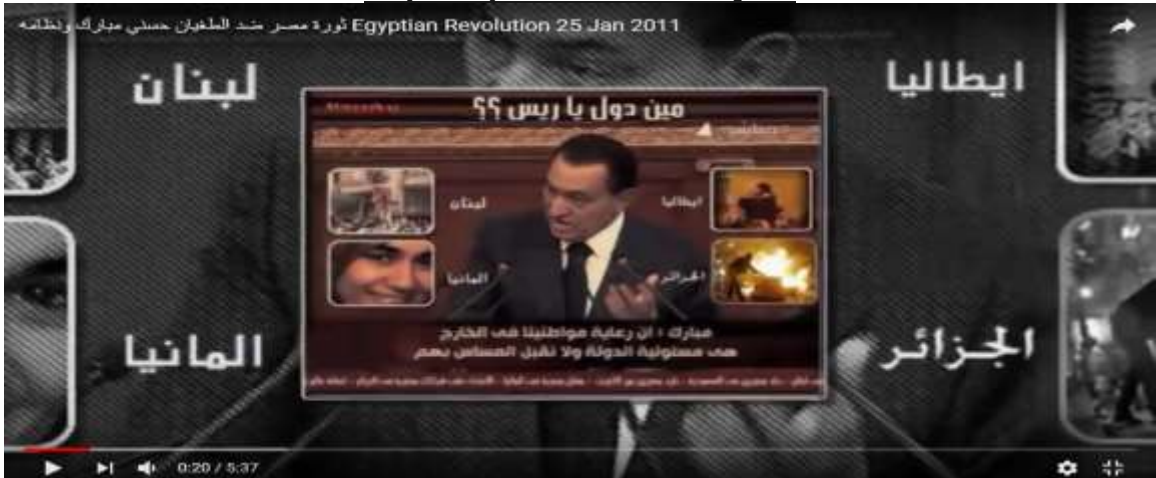 ثورة مصر ضد الطغيان حسني مبارك ونظامه Egyptian Revolution 25 Jan 2011
لبنان
ايطاليا
مين دول يا ريس ؟؟
لبنان
ايطاليا
المانيا
الجزائر
مبارك : ان رعاية مواطنينا فى الخارج
هى مسئولية الدولة ولا نقبل المساس بهم
المانيا
الجزائر
0:20 / 5:37